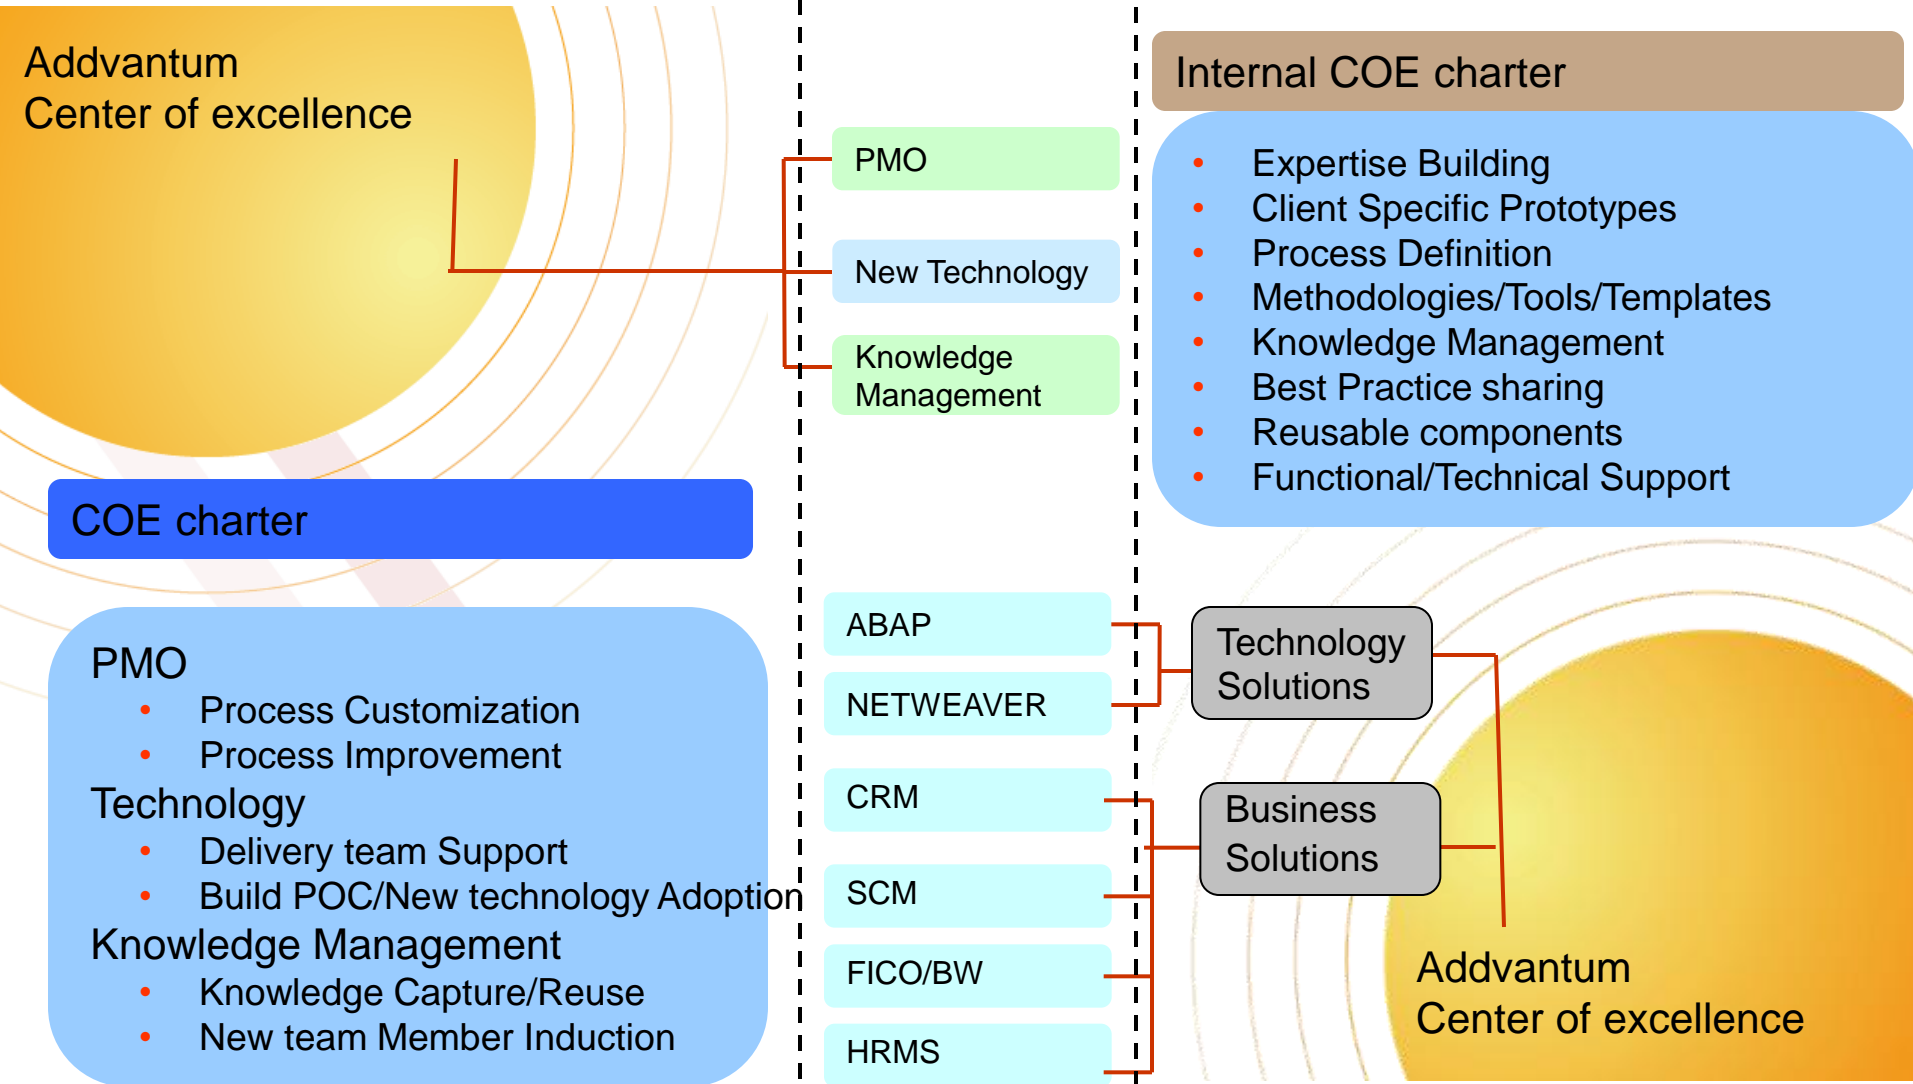 Addvantum
Center of excellence
COE charter
PMO
• Process Customization
• Process Improvement
Technology
• Delivery team Support
• Build POC/New technology Adoption
Knowledge Management
• Knowledge Capture/Reuse
• New team Member Induction
PMO
New Technology
Knowledge
Management
ABAP
NETWEAVER
CRM
SCM
FICO/BW
HRMS
Internal COE charter
• Expertise Building
• Client Specific Prototypes
• Process Definition
• Methodologies/Tools/Templates
• Knowledge Management
• Best Practice sharing
• Reusable components
• Functional/Technical Support
Technology
Solutions
Business
Solutions
Addvantum
Center of excellence